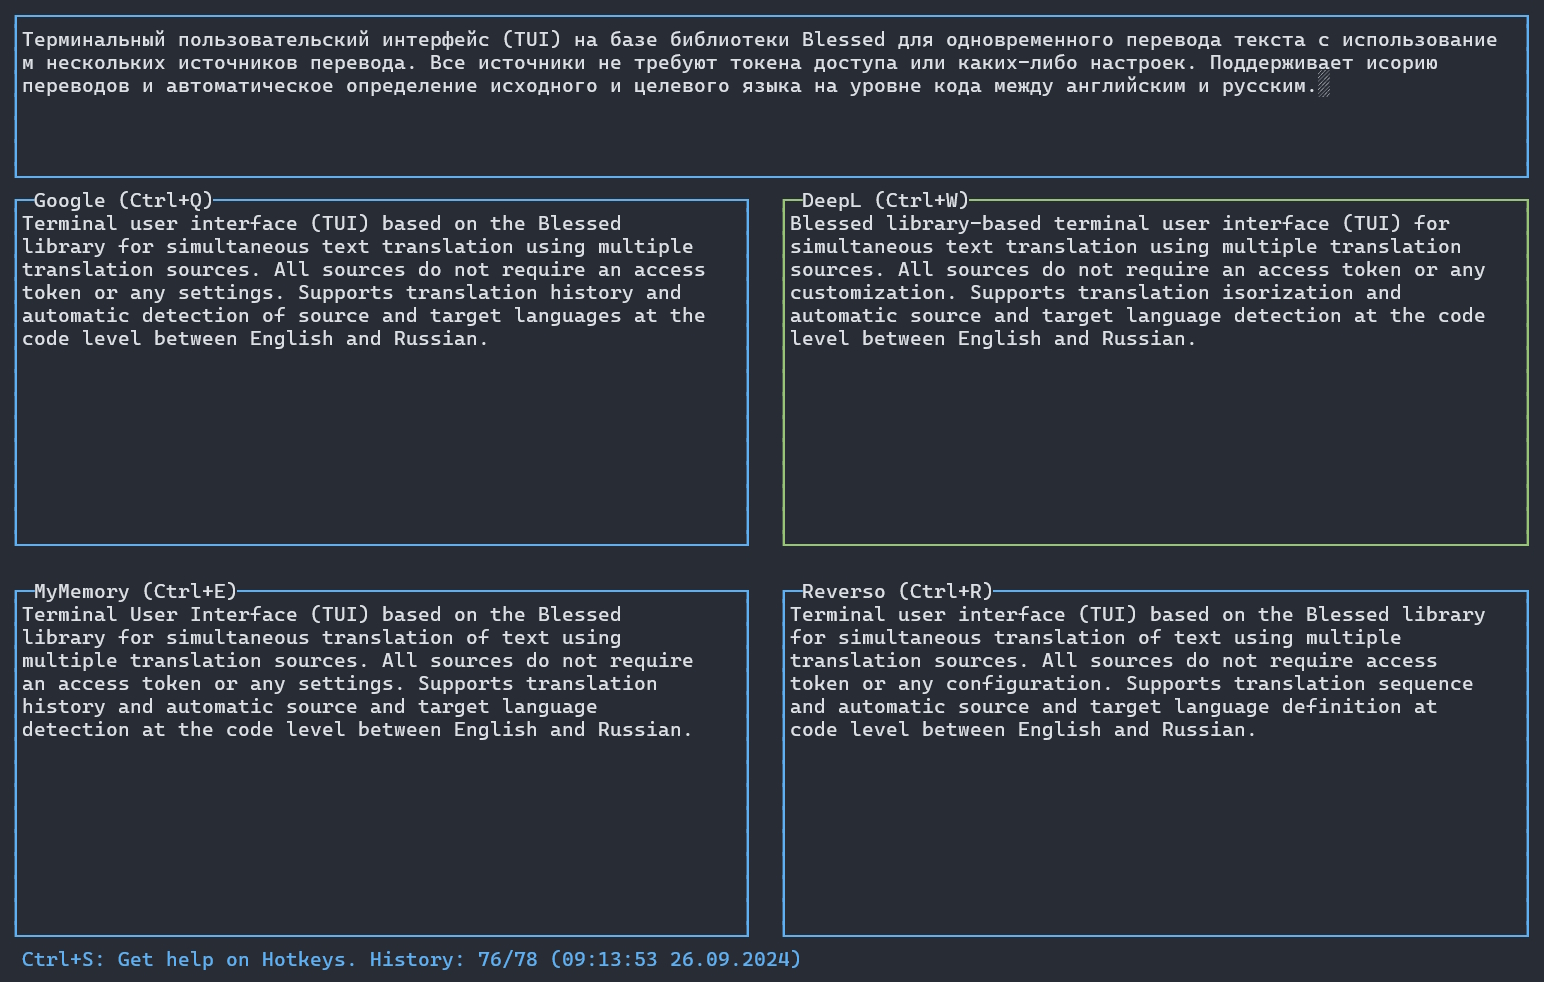 Терминальный пользовательский интерфейс (TUI) на базе библиотеки Blessed для одновременного перевода текста с использование
м нескольких источников перевода. Все источники не требуют токена доступа или каких-либо настроек. Поддерживает исорию
переводов и автоматическое определение исходного и целевого языка на уровне кода между английским и русским.
Google (Ctrl+Q)
Terminal user interface (TUI) based on the Blessed
library for simultaneous text translation using multiple
translation sources. All sources do not require an access
token or any settings. Supports translation history and
automatic detection of source and target languages at the
code level between English and Russian.
DeepL (Ctrl+W)
Blessed library-based terminal user interface (TUI) for
simultaneous text translation using multiple translation
sources. All sources do not require an access token or any
customization. Supports translation isorization and
automatic source and target language detection at the code
level between English and Russian.
MyMemory (Ctrl+E)
Terminal User Interface (TUI) based on the Blessed
library for simultaneous translation of text using
multiple translation sources. All sources do not require
an access token or any settings. Supports translation
history and automatic source and target language
detection at the code level between English and Russian.
Reverso (Ctrl+R)
Terminal user interface (TUI) based on the Blessed library
for simultaneous translation of text using multiple
translation sources. All sources do not require access
token or any configuration. Supports translation sequence
and automatic source and target language definition at
code level between English and Russian.
Ctrl+S: Get help on Hotkeys. History: 76/78 (09:13:53 26.09.2024)